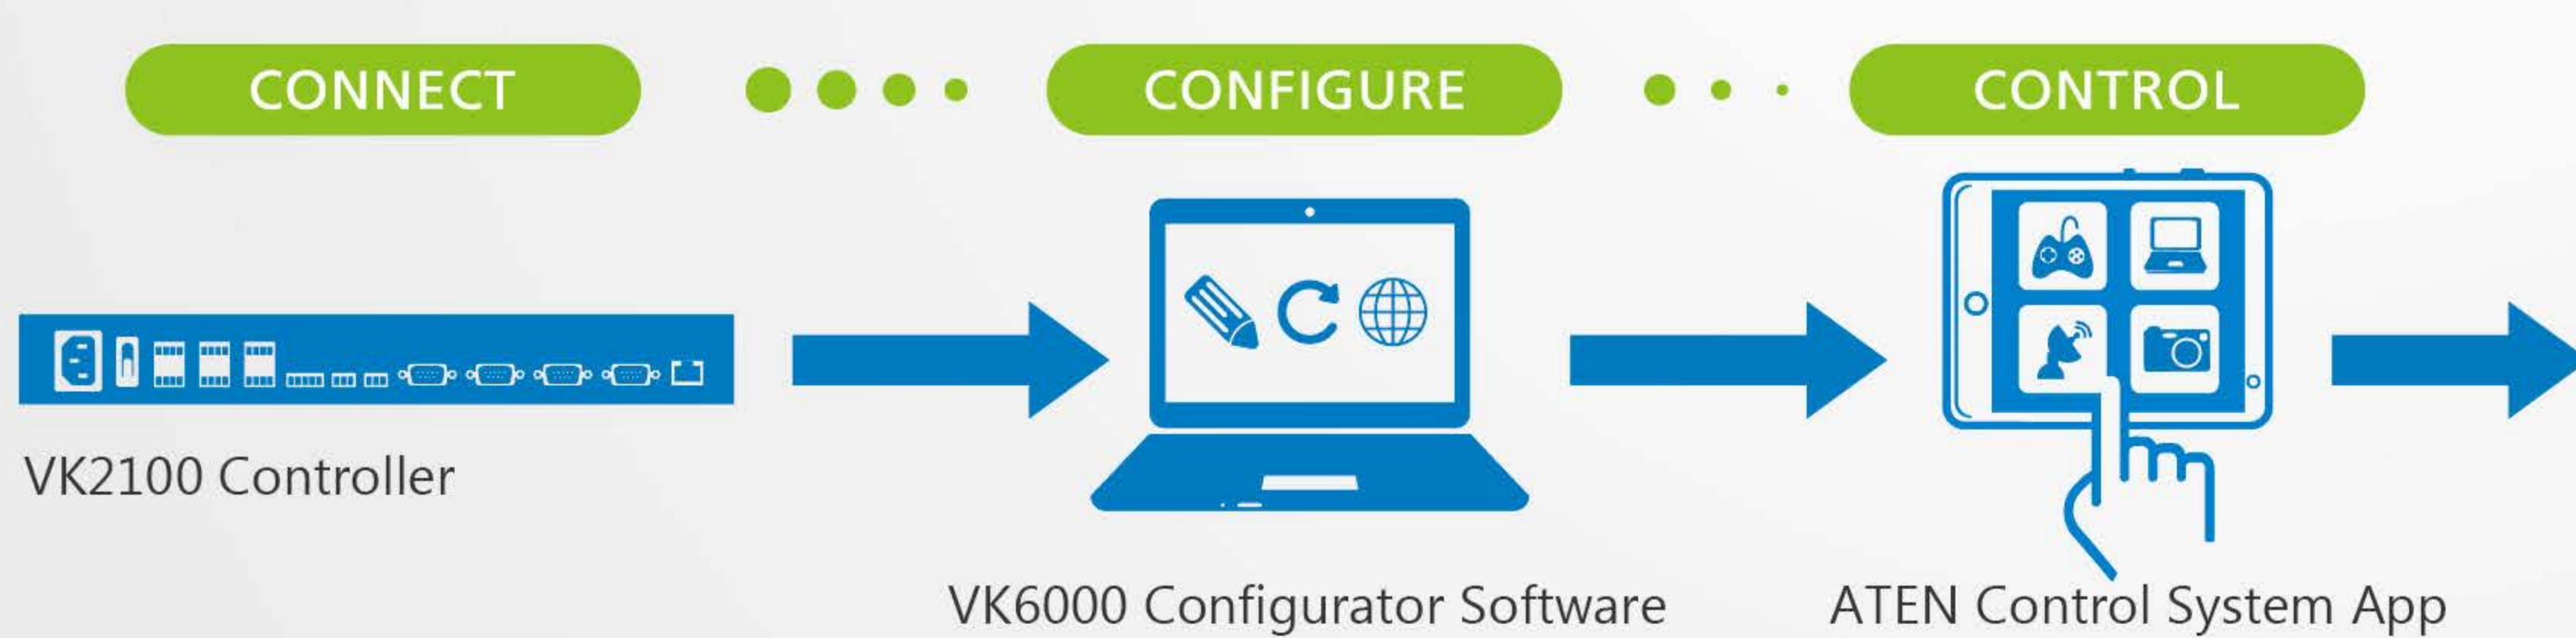 CONNECT
CONFIGURE
CONTROL
VK2100 Controller
VK6000 Configurator Software
ATEN Control System App